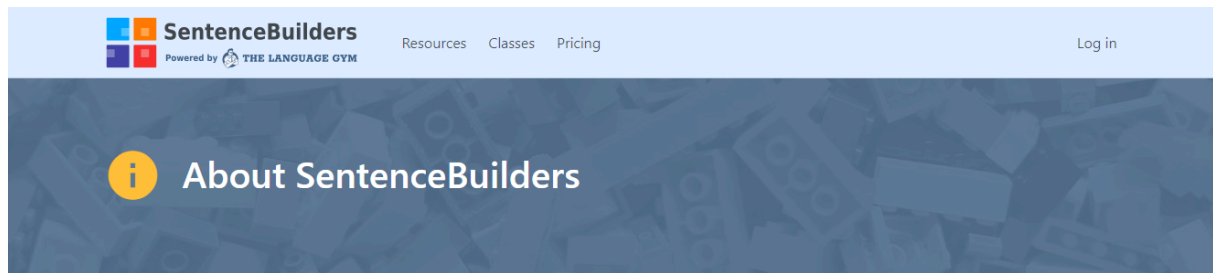 SentenceBuilders
Powered by THE LANGUAGE GYM
Resources Classes Pricing Log in
i About SentenceBuilders